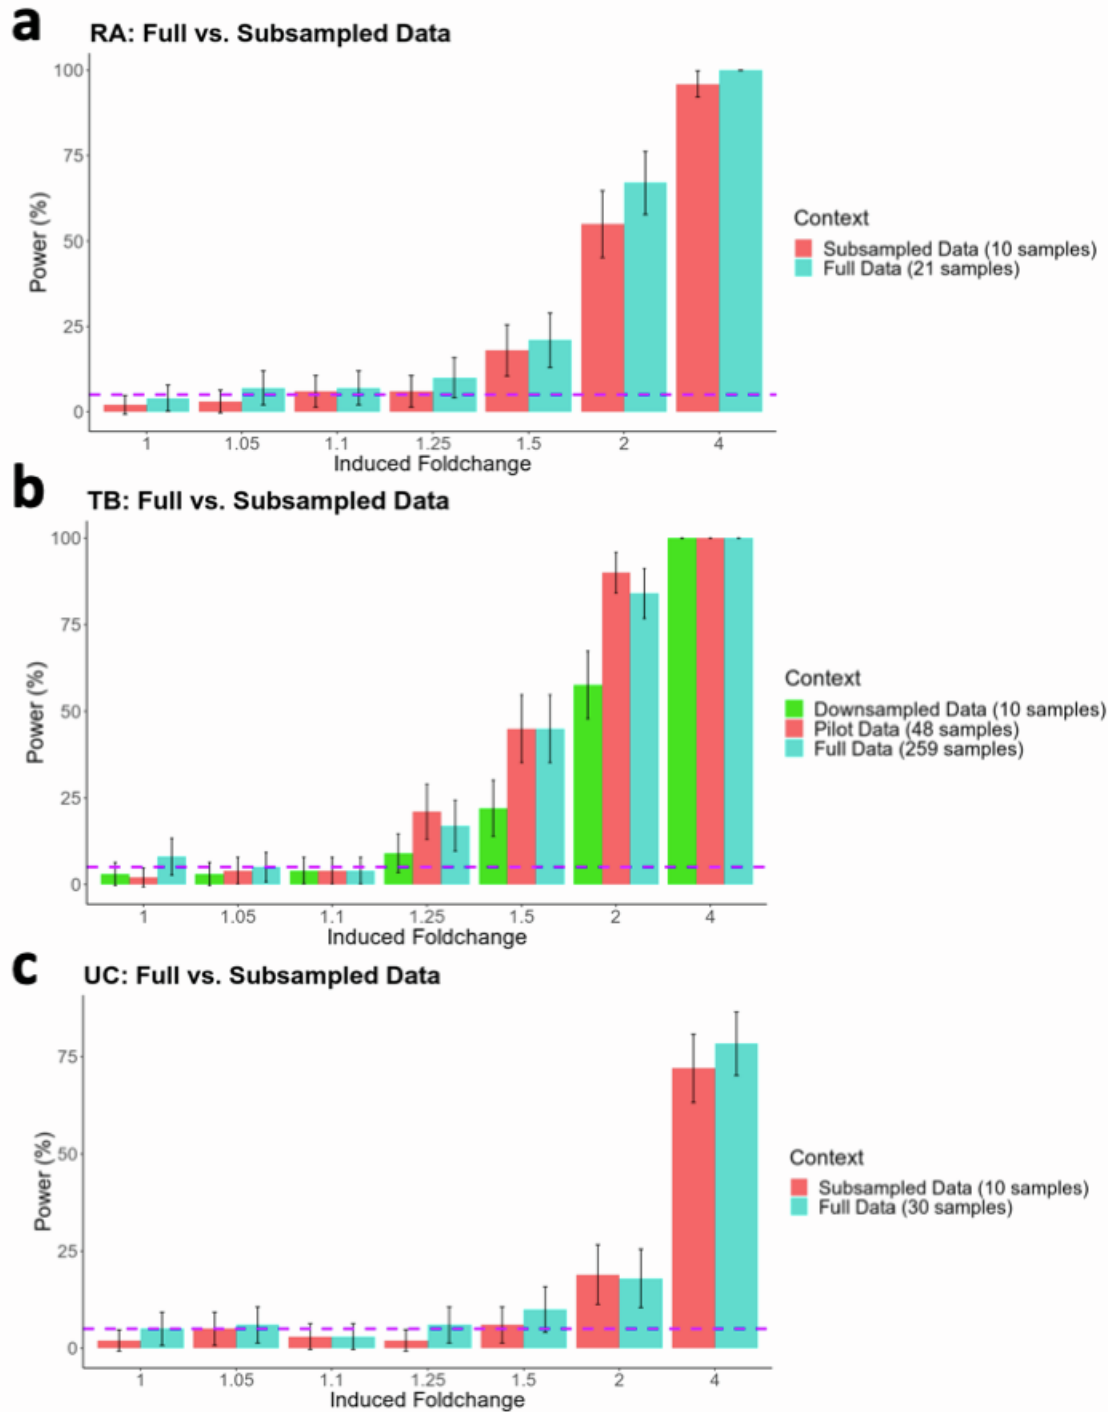 a
RA: Full vs. Subsampled Data
100
75
50
25
0
Power (%)
1 1.05 1.1 1.25 1.5 2 4
Induced Foldchange
Context
Subsampled Data (10 samples)
Full Data (21 samples)
b
TB: Full vs. Subsampled Data
100
75
50
25
0
Power (%)
1 1.05 1.1 1.25 1.5 2 4
Induced Foldchange
Context
Downsampled Data (10 samples)
Pilot Data (48 samples)
Full Data (259 samples)
c
UC: Full vs. Subsampled Data
75
50
25
0
Power (%)
1 1.05 1.1 1.25 1.5 2 4
Induced Foldchange
Context
Subsampled Data (10 samples)
Full Data (30 samples)